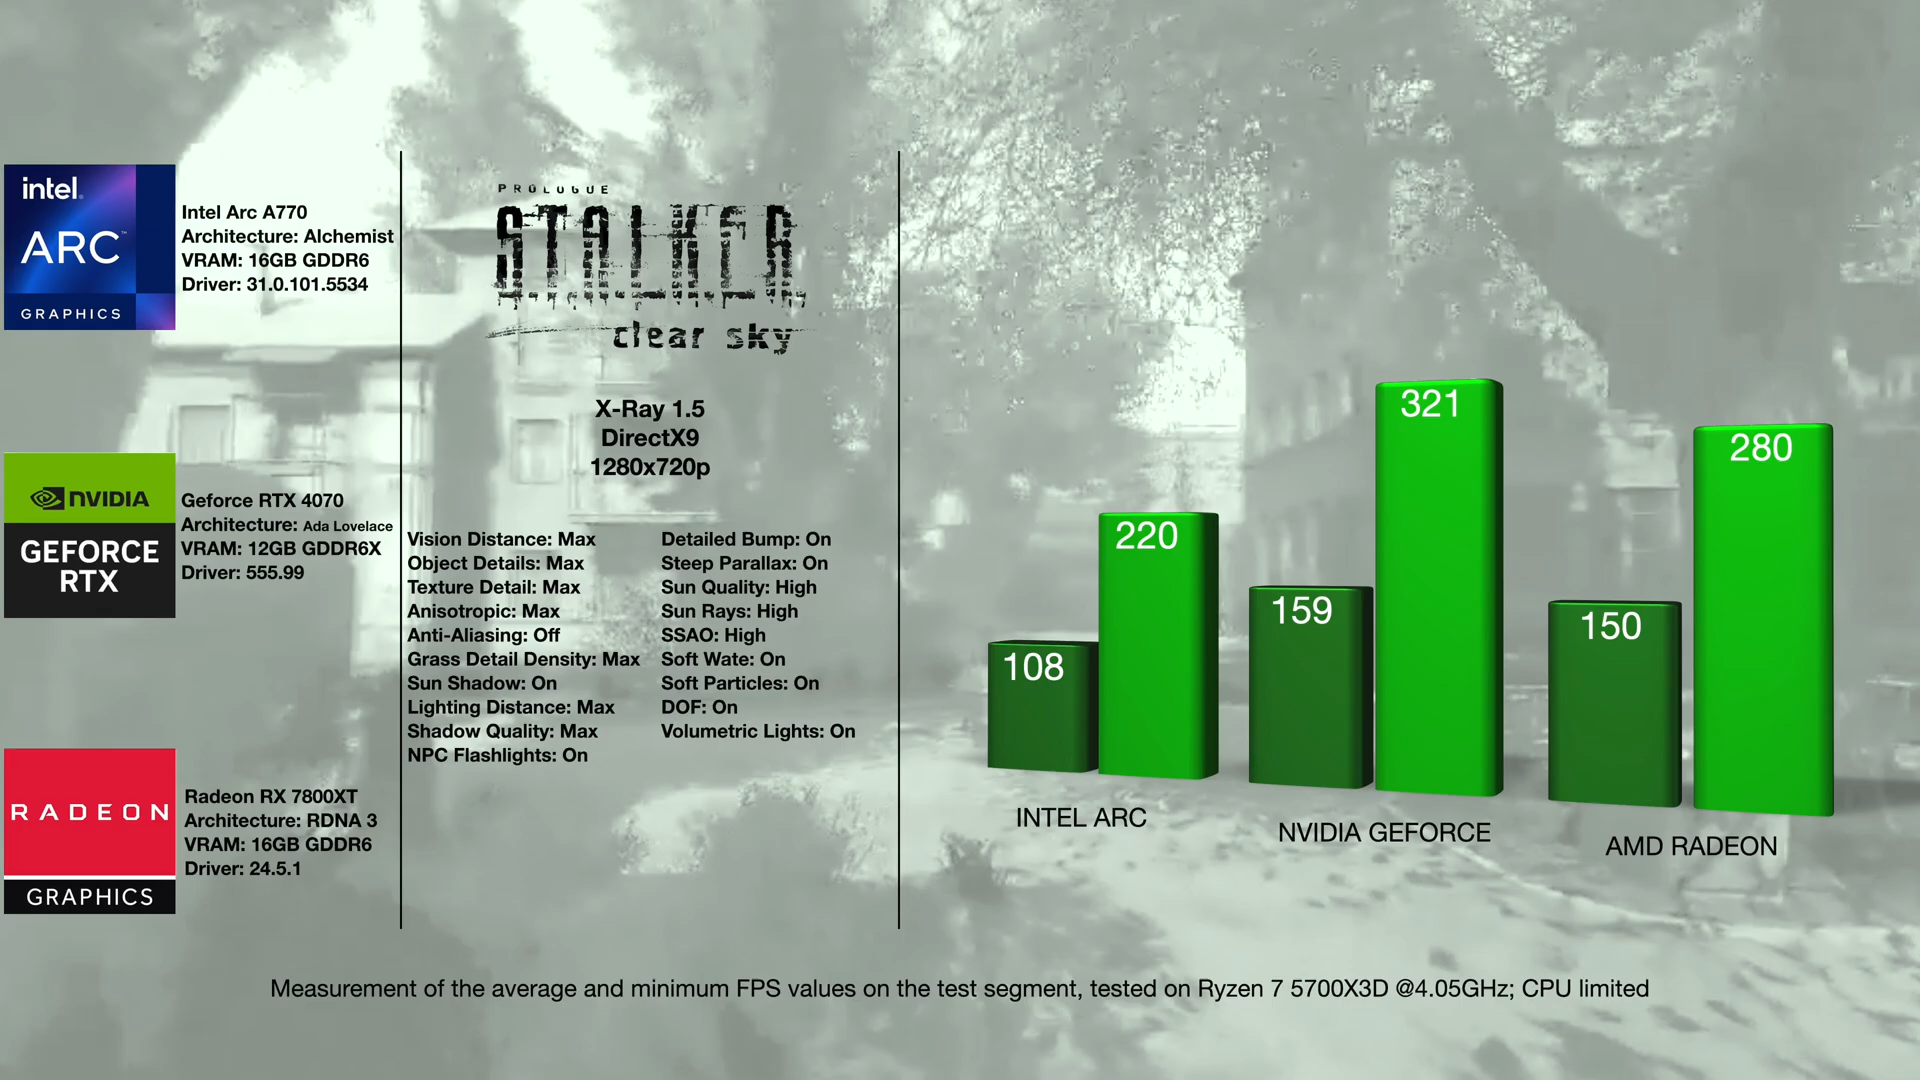 intel.
ARC™
GRAPHICS
Intel Arc A770
Architecture: Alchemist
VRAM: 16GB GDDR6
Driver: 31.0.101.5534
NVIDIA
GEFORCE
RTX
Geforce RTX 4070
Architecture: Ada Lovelace
VRAM: 12GB GDDR6X
Driver: 555.99
RADEON
GRAPHICS
Radeon RX 7800XT
Architecture: RDNA 3
VRAM: 16GB GDDR6
Driver: 24.5.1
PROLOGUE
S.T.A.L.K.E.R.
clear sky
X-Ray 1.5
DirectX9
1280x720p
Vision Distance: Max
Object Details: Max
Texture Detail: Max
Anisotropic: Max
Anti-Aliasing: Off
Grass Detail Density: Max
Sun Shadow: On
Lighting Distance: Max
Shadow Quality: Max
NPC Flashlights: On
Detailed Bump: On
Steep Parallax: On
Sun Quality: High
Sun Rays: High
SSAO: High
Soft Wate: On
Soft Particles: On
DOF: On
Volumetric Lights: On
108
220
159
321
150
280
INTEL ARC
NVIDIA GEFORCE
AMD RADEON
Measurement of the average and minimum FPS values on the test segment, tested on Ryzen 7 5700X3D @4.05GHz; CPU limited